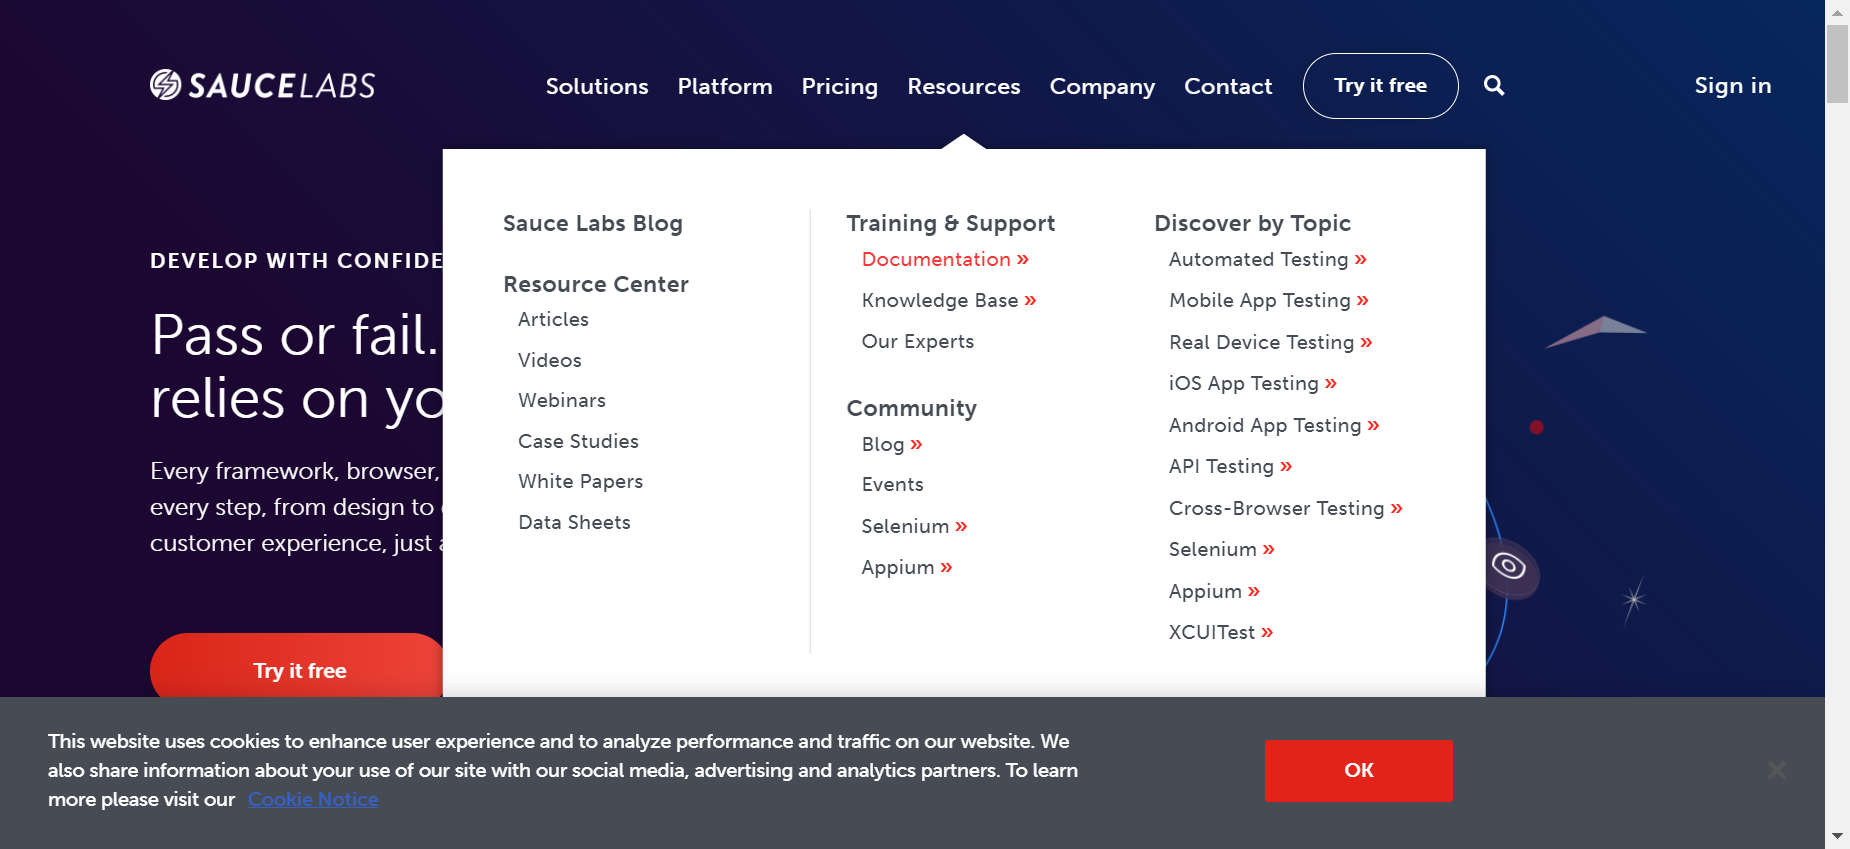 SAUCELABS
Solutions
Platform
Pricing
Resources
Company
Contact
Try it free
Sign in
DEVELOP WITH CONFIDE
Pass or fail.
relies on yo
Every framework, browser,
every step, from design to
customer experience, just
Try it free
Sauce Labs Blog
Resource Center
Articles
Videos
Webinars
Case Studies
White Papers
Data Sheets
Training & Support
Documentation »
Knowledge Base »
Our Experts
Community
Blog »
Events
Selenium »
Appium »
Discover by Topic
Automated Testing »
Mobile App Testing »
Real Device Testing »
iOS App Testing »
Android App Testing »
API Testing »
Cross-Browser Testing »
Selenium »
Appium »
XCUITest »
This website uses cookies to enhance user experience and to analyze performance and traffic on our website. We
also share information about your use of our site with our social media, advertising and analytics partners. To learn
more please visit our Cookie Notice
OK